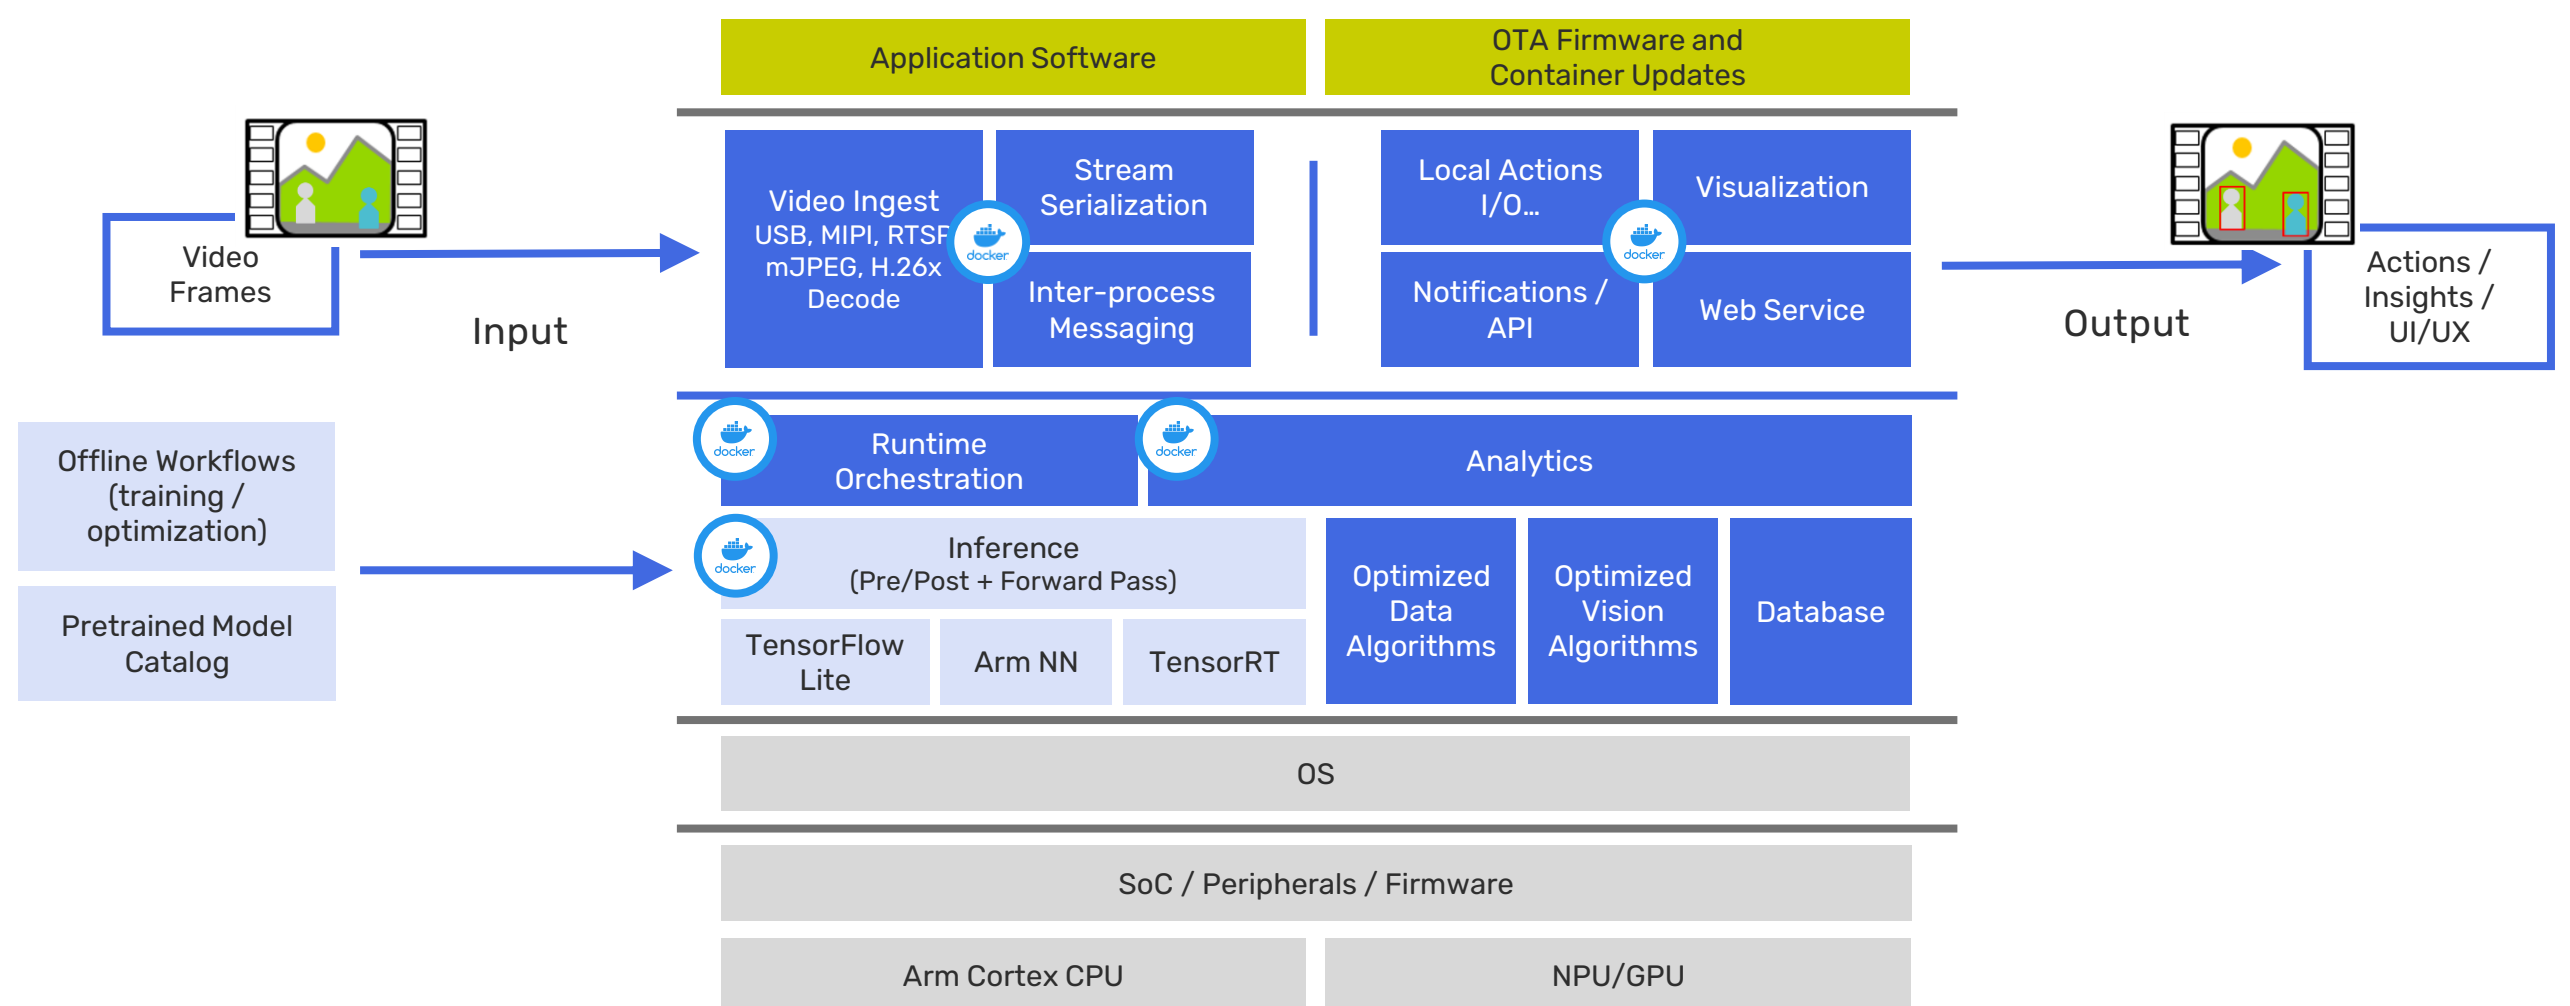 Application Software
OTA Firmware and
Container Updates
Video
Frames
Input
Video Ingest
USB, MIPI, RTSP
mJPEG, H.26x
Decode
Stream
Serialization
docker
Inter-process
Messaging
Local Actions
I/O...
Visualization
docker
Notifications /
API
Web Service
Output
Actions /
Insights /
UI/UX
Offline Workflows
(training /
optimization)
Pretrained Model
Catalog
docker
Runtime
Orchestration
docker
Analytics
docker
Inference
(Pre/Post + Forward Pass)
TensorFlow
Lite
Arm NN
TensorRT
Optimized
Data
Algorithms
Optimized
Vision
Algorithms
Database
OS
SoC / Peripherals / Firmware
Arm Cortex CPU
NPU/GPU